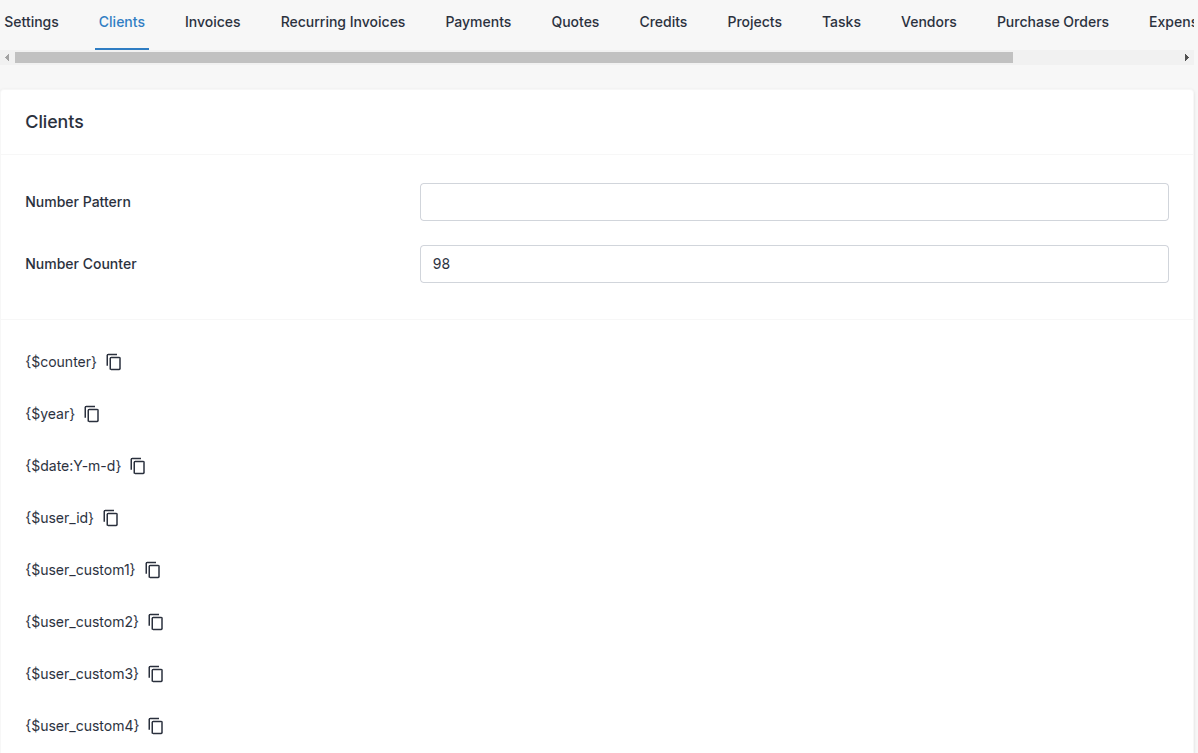 Settings Clients Invoices Recurring Invoices Payments Quotes Credits Projects Tasks Vendors Purchase Orders Expens
Clients
Number Pattern
Number Counter 98
{$counter}
{$year}
{$date:Y-m-d}
{$user_id}
{$user_custom1}
{$user_custom2}
{$user_custom3}
{$user_custom4}